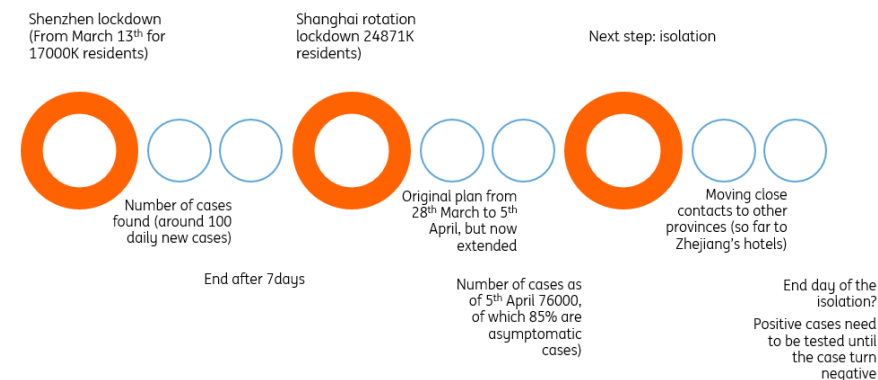 Shenzhen lockdown
(From March 13th for
17000K residents)
Shanghai rotation
lockdown 24871K
residents)
Next step: isolation
Number of cases
found (around 100
daily new cases)
End after 7days
Original plan from
28th March to 5th
April, but now
extended
Number of cases as
of 5th April 76000,
of which 85% are
asymptomatic
cases)
Moving close
contacts to other
provinces (so far to
Zhejiang's hotels)
End day of the
isolation?
Positive cases need
to be tested until
the case turn
negative